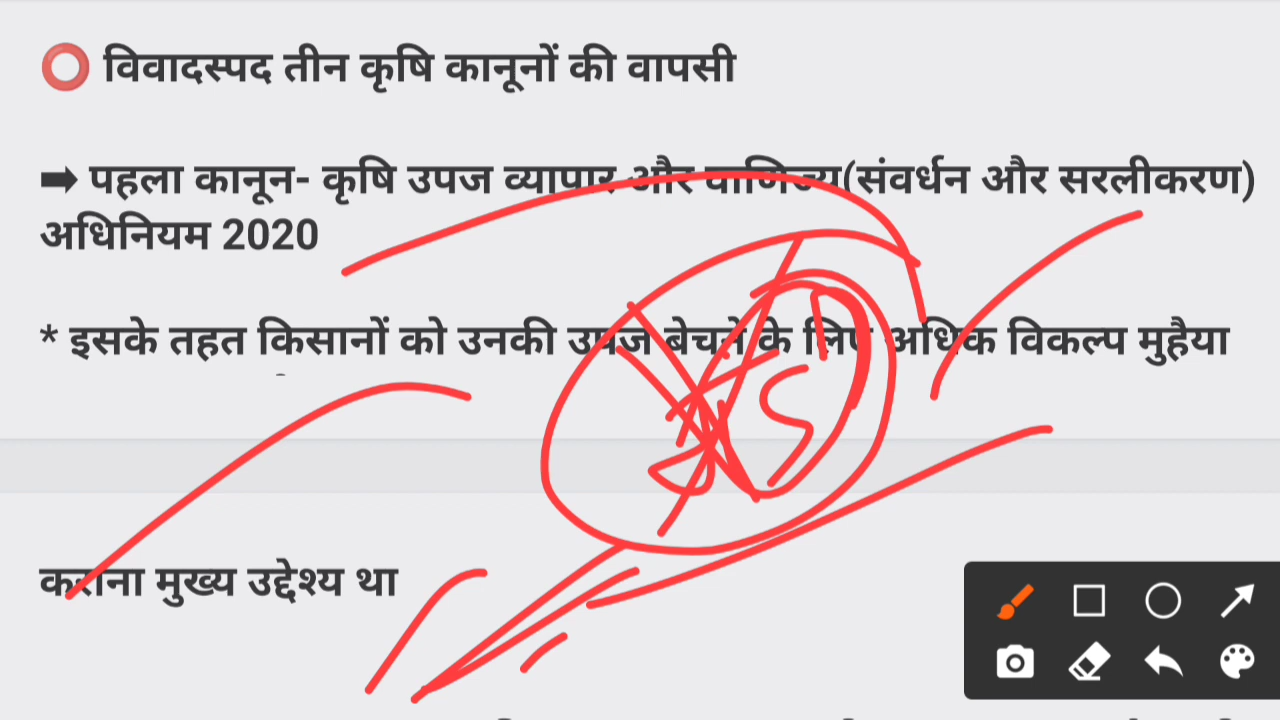 विवादस्पद तीन कृषि कानूनों की वापसी
➡ पहला कानून- कृषि उपज व्यापार और वाणिज्य(संवर्धन और सरलीकरण)
अधिनियम 2020
* इसके तहत किसानों को उनकी उपज बेचने के लिए अधिक विकल्प मुहैया
कराना मुख्य उद्देश्य था